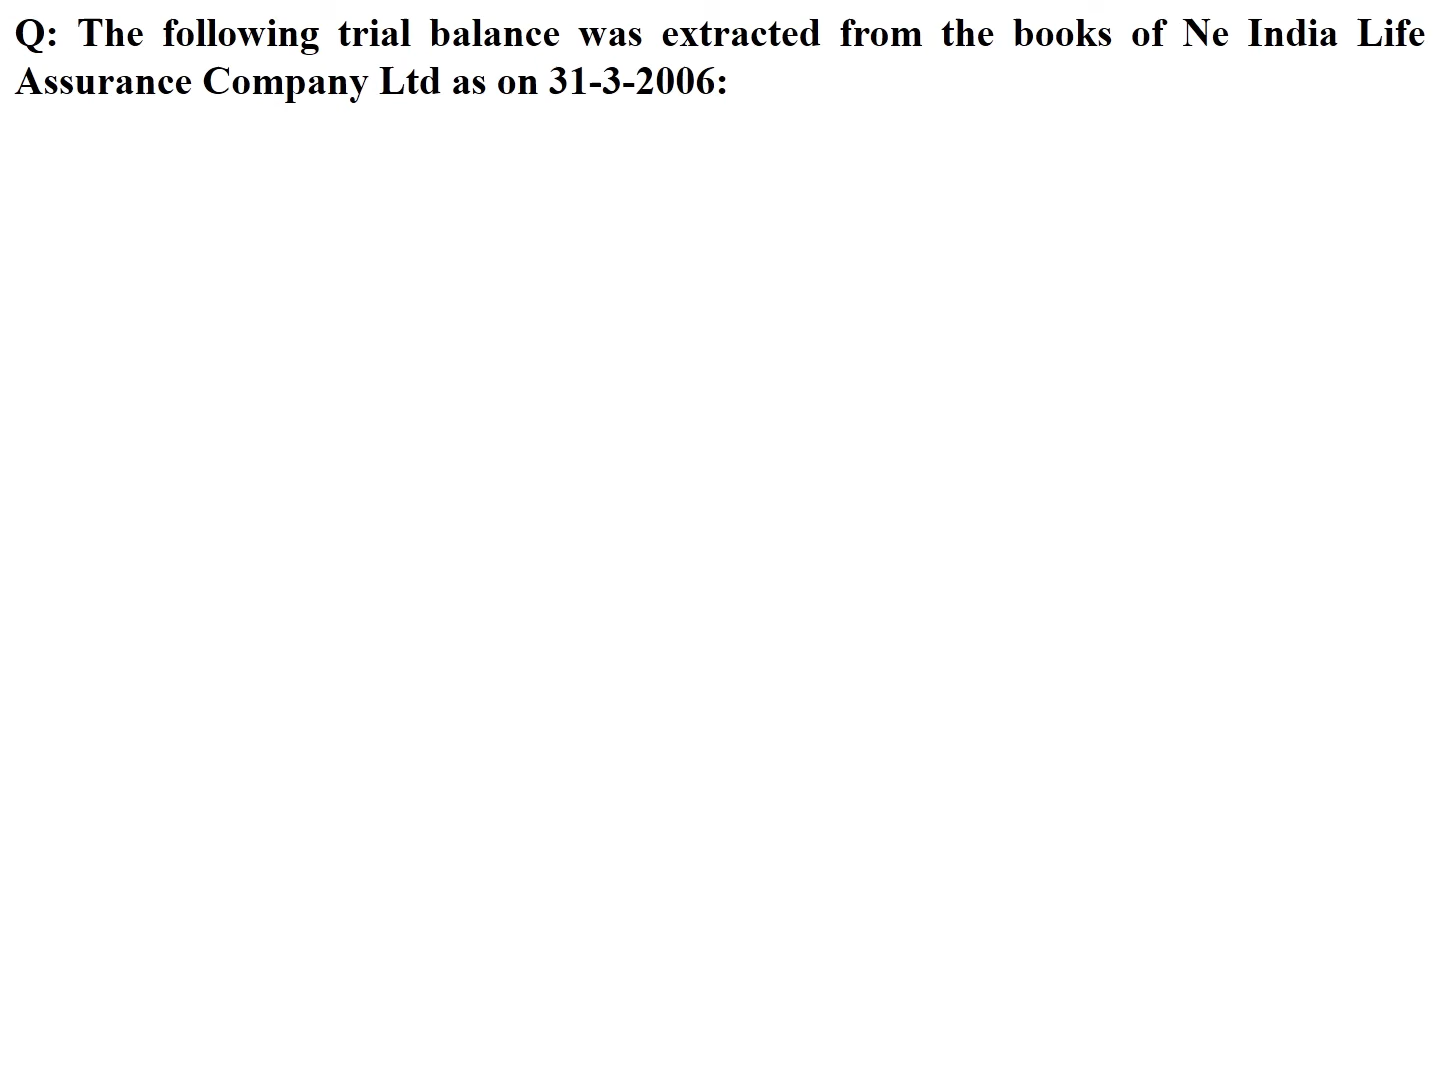 Q: The following trial balance was extracted from the books of Ne India Life
Assurance Company Ltd as on 31-3-2006: